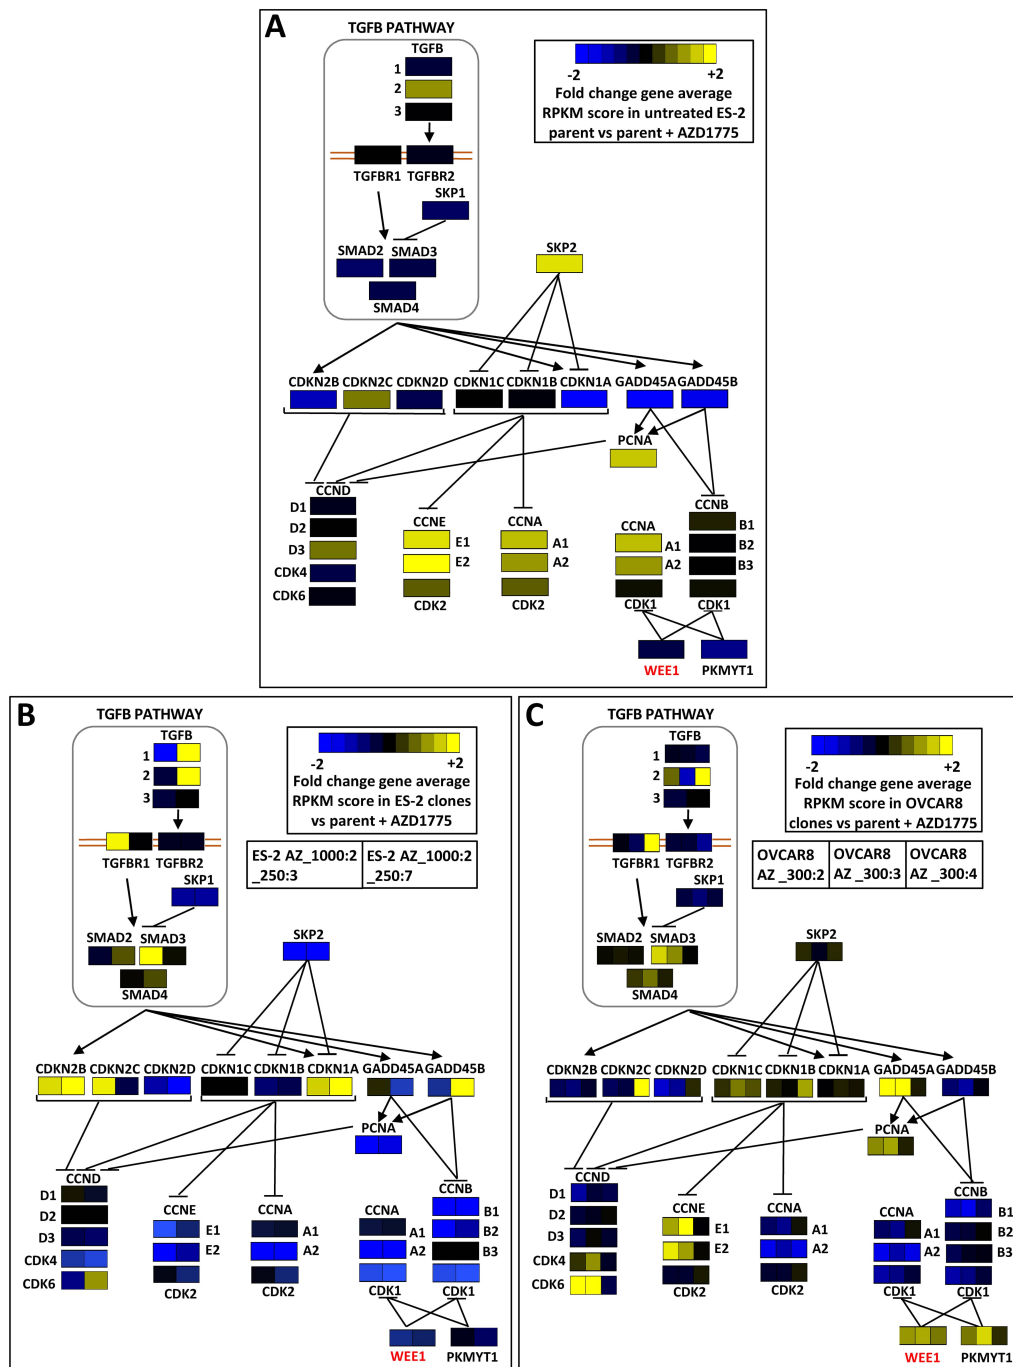 A
TGFB PATHWAY
TGFB
1
2
3
TGFBR1 TGFBR2
SKP1
SMAD2 SMAD3
SMAD4
-2 +2
Fold change gene average
RPKM score in untreated ES-2
parent vs parent + AZD1775
SKP2
CDKN2B CDKN2C CDKN2D CDKN1C CDKN1B CDKN1A GADD45A GADD45B
PCNA
CCND
D1
D2
D3
CDK4
CDK6
CCNE
E1
E2
CDK2
CCNA
A1
A2
CDK2
CCNA
A1
A2
CDK1
CCNB
B1
B2
B3
CDK1
WEE1 PKMYT1
B
TGFB PATHWAY
TGFB
1
2
3
TGFBR1 TGFBR2
SKP1
SMAD2 SMAD3
SMAD4
-2 +2
Fold change gene average
RPKM score in ES-2 clones
vs parent + AZD1775
ES-2 AZ_1000:2
_250:3
ES-2 AZ_1000:2
_250:7
SKP2
CDKN2B CDKN2C CDKN2D CDKN1C CDKN1B CDKN1A GADD45A GADD45B
PCNA
CCND
D1
D2
D3
CDK4
CDK6
CCNE
E1
E2
CDK2
CCNA
A1
A2
CDK2
CCNA
A1
A2
CDK1
CCNB
B1
B2
B3
CDK1
WEE1 PKMYT1
C
TGFB PATHWAY
TGFB
1
2
3
TGFBR1 TGFBR2
SKP1
SMAD2 SMAD3
SMAD4
-2 +2
Fold change gene average
RPKM score in OVCAR8
clones vs parent + AZD1775
OVCAR8
AZ _300:2
OVCAR8
AZ _300:3
OVCAR8
AZ _300:4
SKP2
CDKN2B CDKN2C CDKN2D CDKN1C CDKN1B CDKN1A GADD45A GADD45B
PCNA
CCND
D1
D2
D3
CDK4
CDK6
CCNE
E1
E2
CDK2
CCNA
A1
A2
CDK2
CCNA
A1
A2
CDK1
CCNB
B1
B2
B3
CDK1
WEE1 PKMYT1